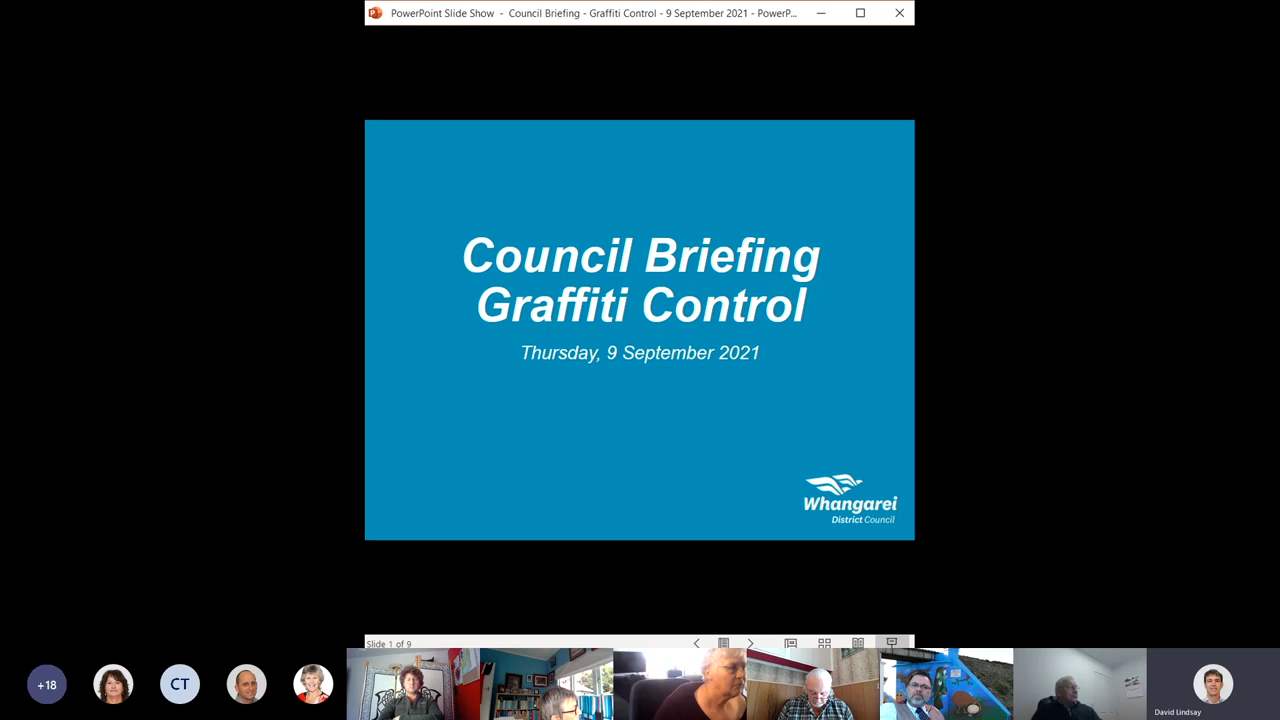 PowerPoint Slide Show - Council Briefing - Graffiti Control - 9 September 2021 - PowerP...
Council Briefing
Graffiti Control
Thursday, 9 September 2021
Whangarei
District Council
Slide 1 of 9
+18
CT
David Lindsay